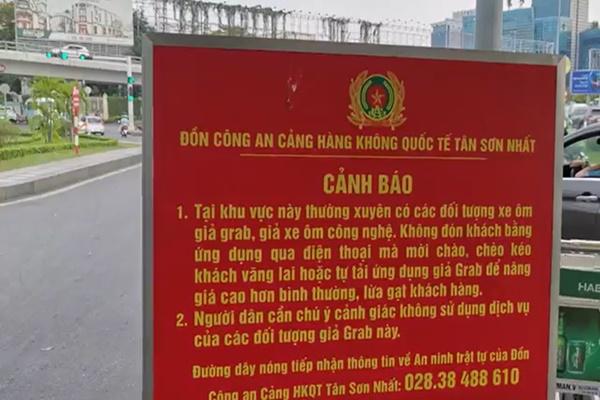 ĐỒN CÔNG AN CẢNG HÀNG KHÔNG QUỐC TẾ TÂN SƠN NHẤT
CẢNH BÁO
1. Tại khu vực này thường xuyên có các đối tượng xe ôm
giả grab, giả xe ôm công nghệ. Không đón khách bằng
ứng dụng qua điện thoại mà mời chào, chèo kéo
khách vãng lai hoặc tự tải ứng dụng giả Grab để nâng
giá cao hơn bình thường, lừa gạt khách hàng.
2. Người dân cần chú ý cảnh giác không sử dụng dịch vụ
của các đối tượng giả Grab này.
Đường dây nóng tiếp nhận thông tin về An ninh trật tự của Đồn
Công an Cảng HKQT Tân Sơn Nhất: 028.38 488 610
HAB